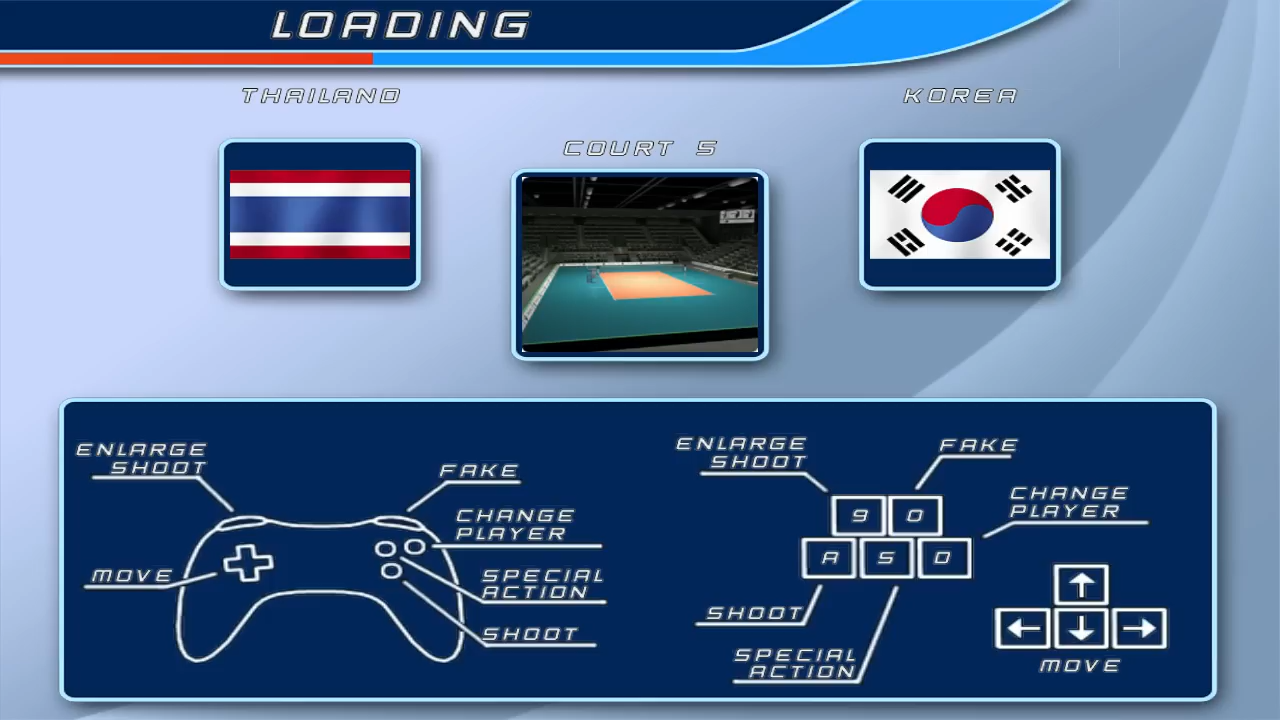 LOADING
THAILAND
KOREA
COURT 5
ENLARGE
SHOOT
FAKE
CHANGE
PLAYER
MOVE
SPECIAL
ACTION
SHOOT
ENLARGE
SHOOT
FAKE
CHANGE
PLAYER
9 0
A S D
SHOOT
SPECIAL
ACTION
MOVE